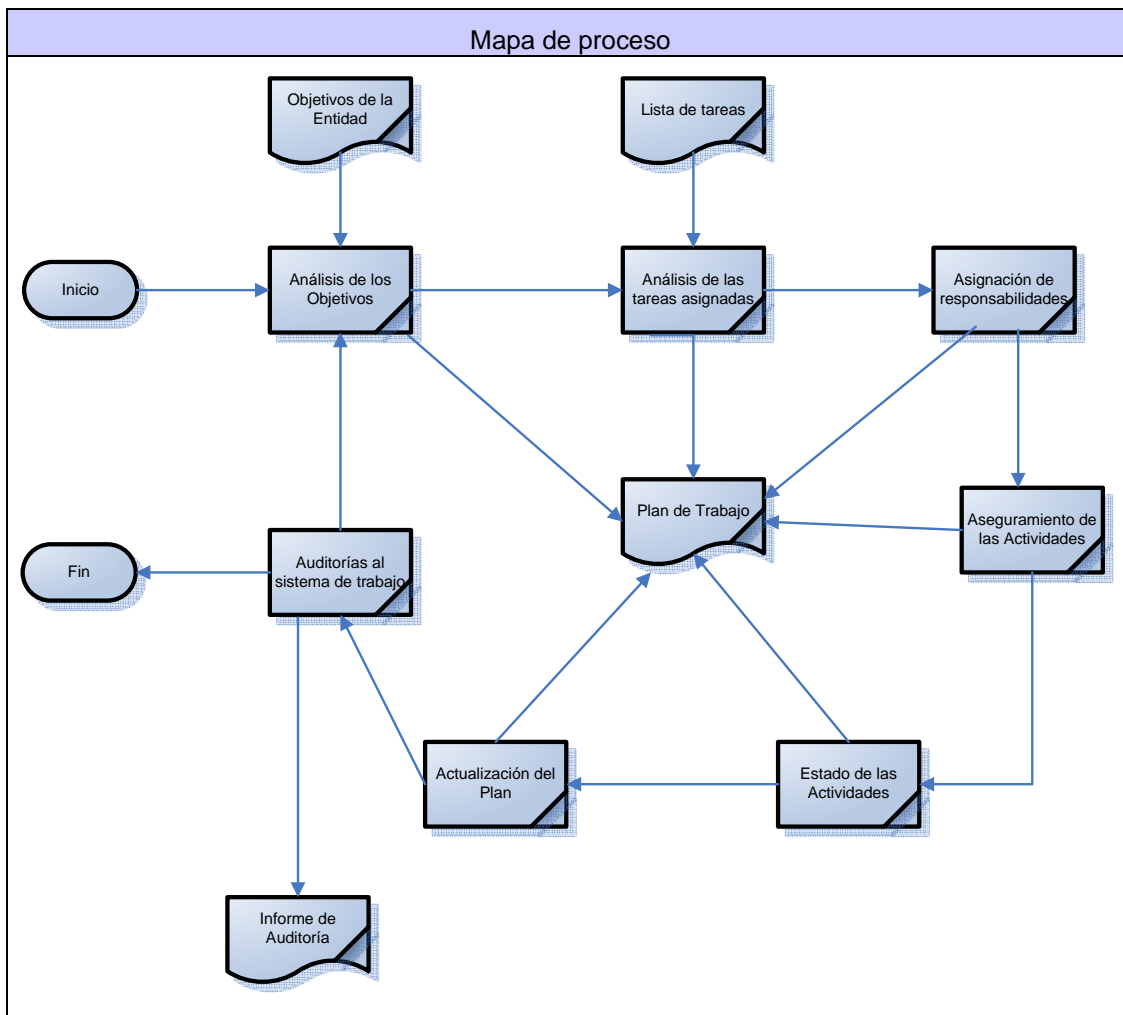 Mapa de proceso
Objetivos de la
Entidad
Lista de tareas
Inicio
Análisis de los
Objetivos
Análisis de las
tareas asignadas
Asignación de
responsabilidades
Plan de Trabajo
Aseguramiento de
las Actividades
Fin
Auditorías al
sistema de trabajo
Actualización del
Plan
Estado de las
Actividades
Informe de
Auditoría